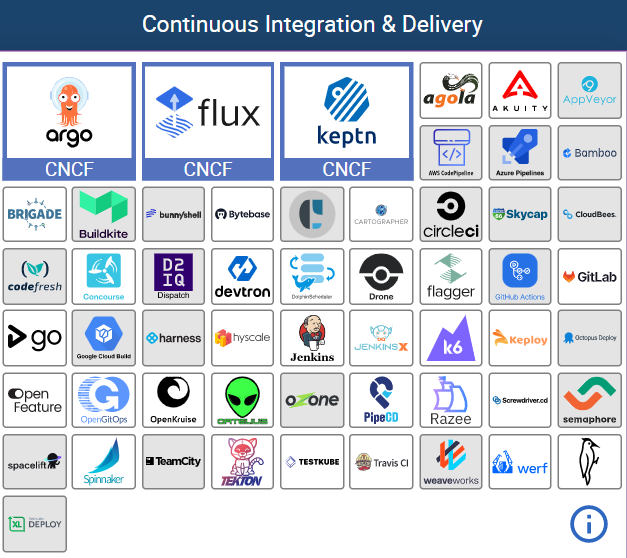 Continuous Integration & Delivery
argo
CNCF
flux
CNCF
keptn
CNCF
agola
AKUITY
AppVeyor
AWS CodePipeline
Azure Pipelines
Bamboo
BRIGADE
Buildkite
bunnyshell
Bytebase
CARTOGRAPHER
circleci
Skycap
CloudBees.
codefresh
Concourse
D2
IQ
Dispatch
devtron
DolphinScheduler
Drone
flagger
GitHub Actions
GitLab
go
Google Cloud Build
harness
hyscale
Jenkins
JENKINS X
k6
Keploy
Octopus Deploy
Open
Feature
OpenGitOps
OpenKruise
ORTELIUS
OZONE
PipeCD
Razee
Screwdriver.cd
semaphore
spacelift
Spinnaker
TeamCity
TEKTON
TESTKUBE
Travis CI
weaveworks
werf
XL
DEPLOY